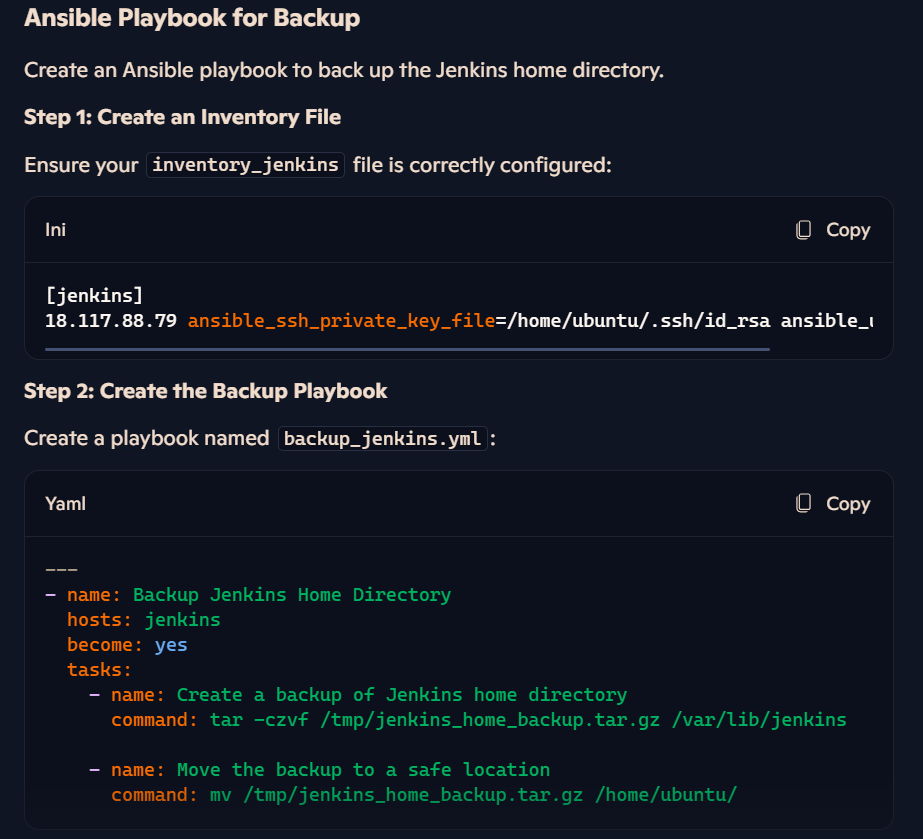 Ansible Playbook for Backup
Create an Ansible playbook to back up the Jenkins home directory.
Step 1: Create an Inventory File
Ensure your inventory_jenkins file is correctly configured:
Ini
Copy
[jenkins]
18.117.88.79 ansible_ssh_private_key_file=/home/ubuntu/.ssh/id_rsa ansible_u
Step 2: Create the Backup Playbook
Create a playbook named backup_jenkins.yml:
Yaml
Copy
---
- name: Backup Jenkins Home Directory
  hosts: jenkins
  become: yes
  tasks:
    - name: Create a backup of Jenkins home directory
      command: tar -czvf /tmp/jenkins_home_backup.tar.gz /var/lib/jenkins
    - name: Move the backup to a safe location
      command: mv /tmp/jenkins_home_backup.tar.gz /home/ubuntu/